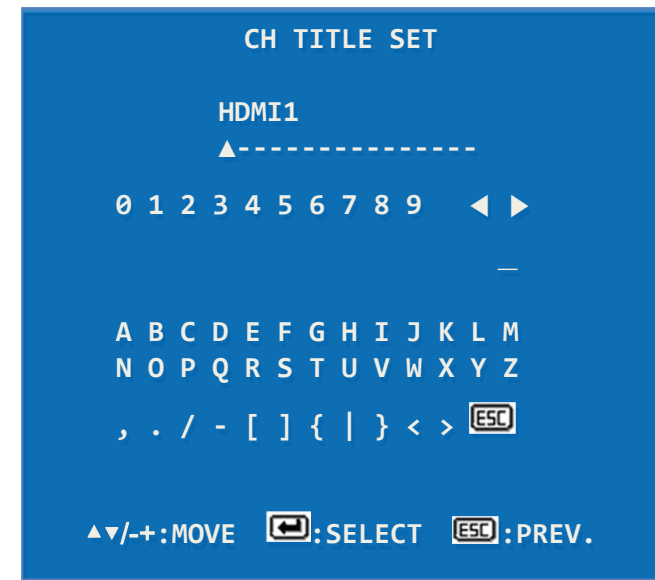 CH TITLE SET
HDMI1
▲---------------
0 1 2 3 4 5 6 7 8 9 ◀ ▶
_
A B C D E F G H I J K L M
N O P Q R S T U V W X Y Z
, . / - [ ] { | } < > ESC
▲▼/-+:MOVE ↵:SELECT ESC:PREV.